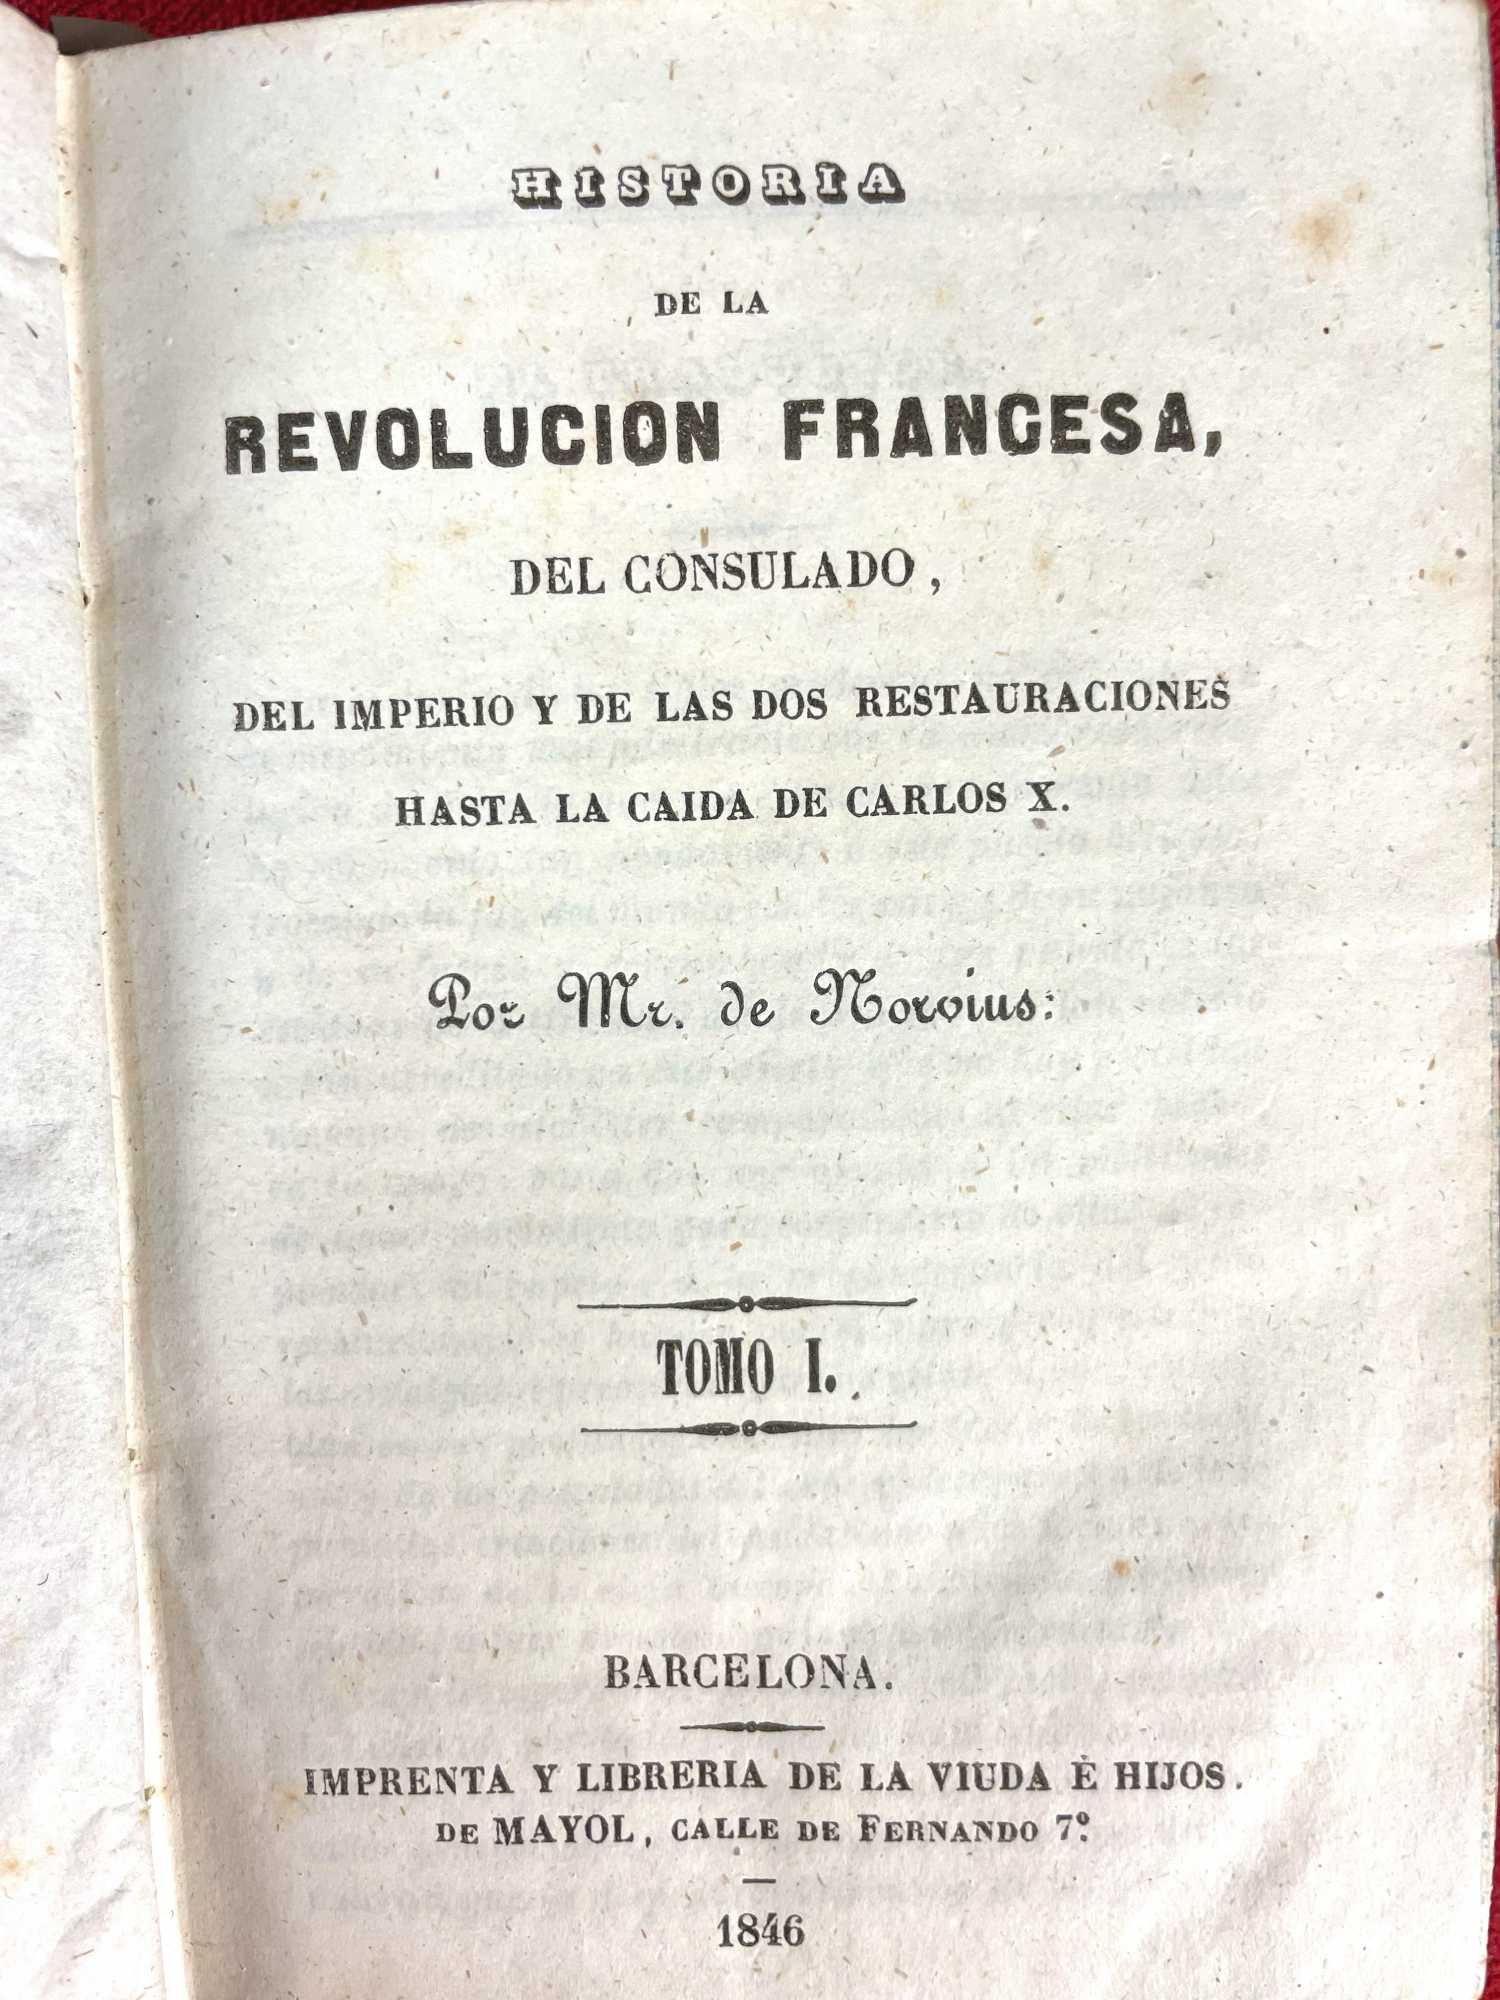 HISTORIA
DE LA
REVOLUCION FRANCESA,
DEL CONSULADO,
DEL IMPERIO Y DE LAS DOS RESTAURACIONES
HASTA LA CAIDA DE CARLOS X.
Por Mr. de Norvius:
TOMO I.
BARCELONA.
IMPRENTA Y LIBRERIA DE LA VIUDA É HIJOS.
DE MAYOL, CALLE DE FERNANDO 7º.
1846